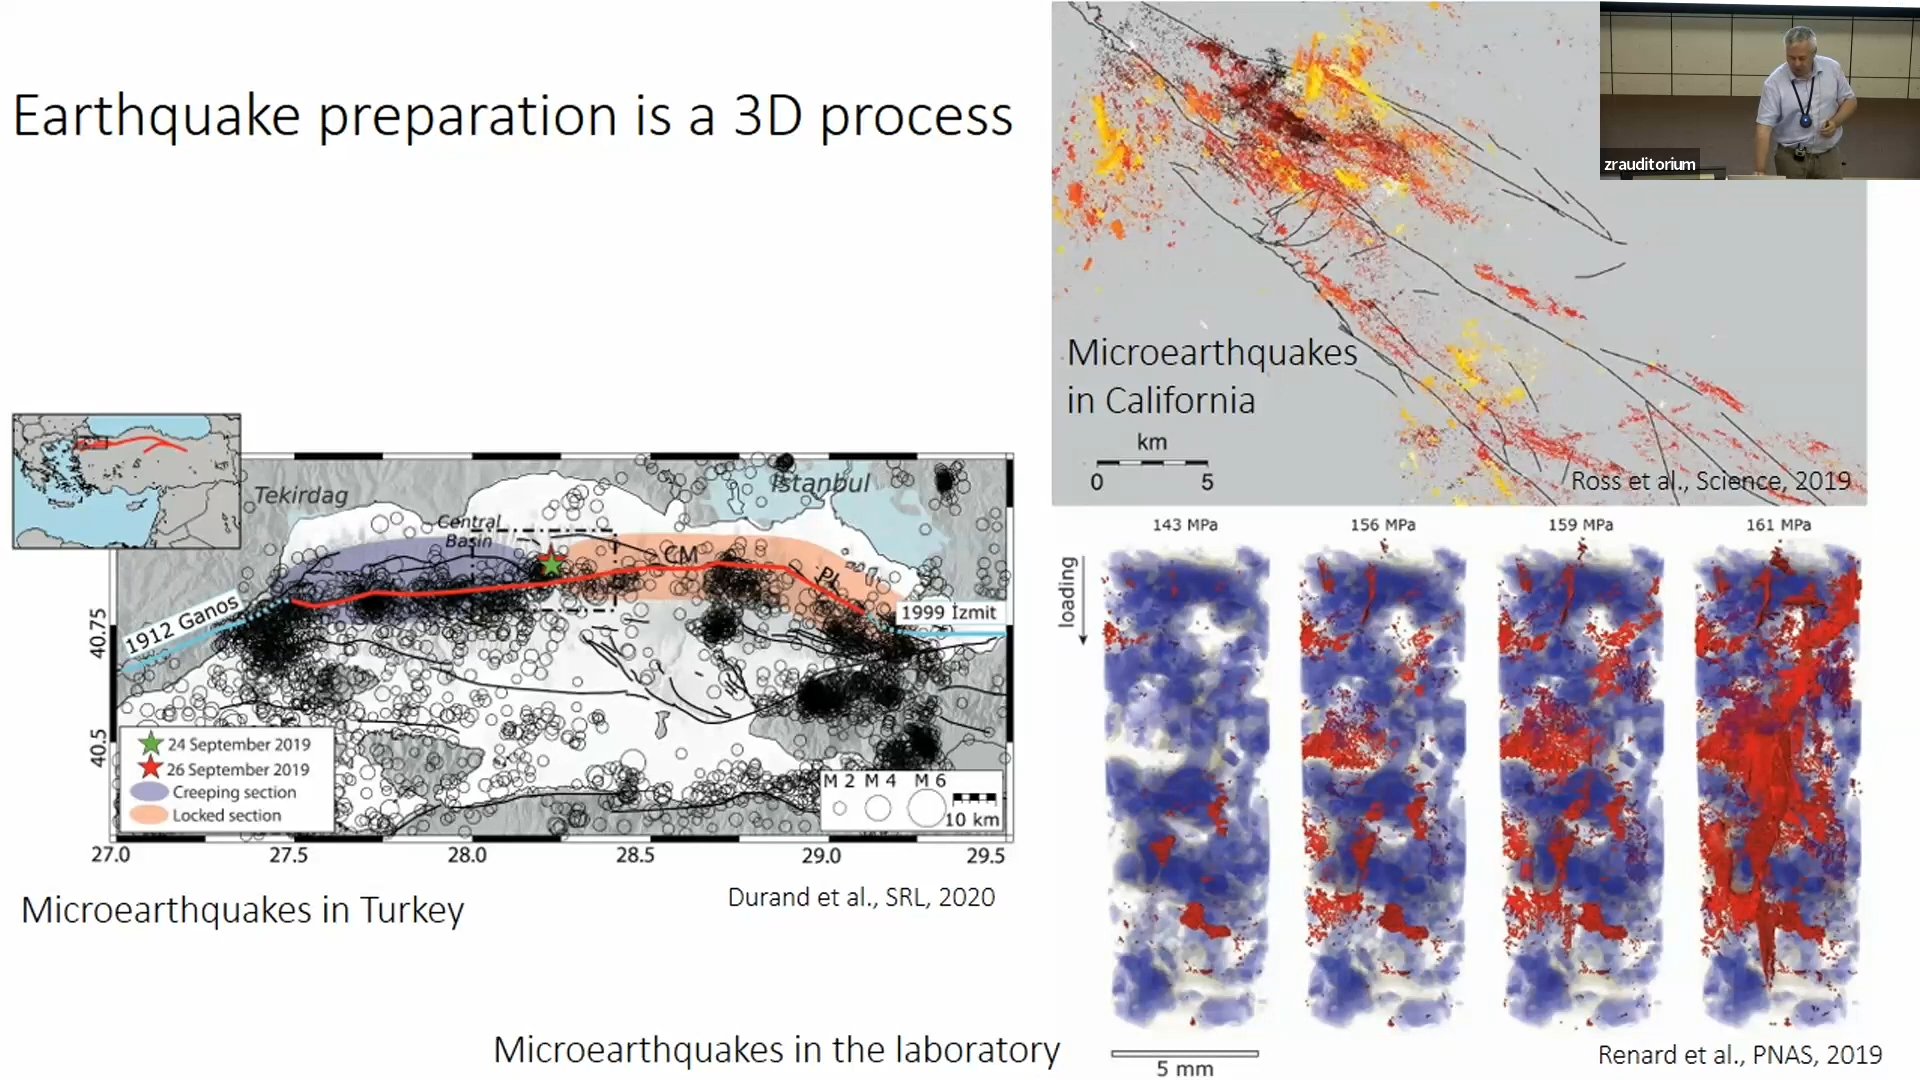 Earthquake preparation is a 3D process
zrauditorium
Microearthquakes
in California
km
0 5
Ross et al., Science, 2019
Tekirdag
Istanbul
Central
Basin
CM
PI
1912 Ganos
1999 Izmit
40.75
40.5
24 September 2019
26 September 2019
Creeping section
Locked section
M 2 M 4 M 6
10 km
27.0 27.5 28.0 28.5 29.0 29.5
Microearthquakes in Turkey
Durand et al., SRL, 2020
143 MPa 156 MPa 159 MPa 161 MPa
loading
Microearthquakes in the laboratory
5 mm
Renard et al., PNAS, 2019